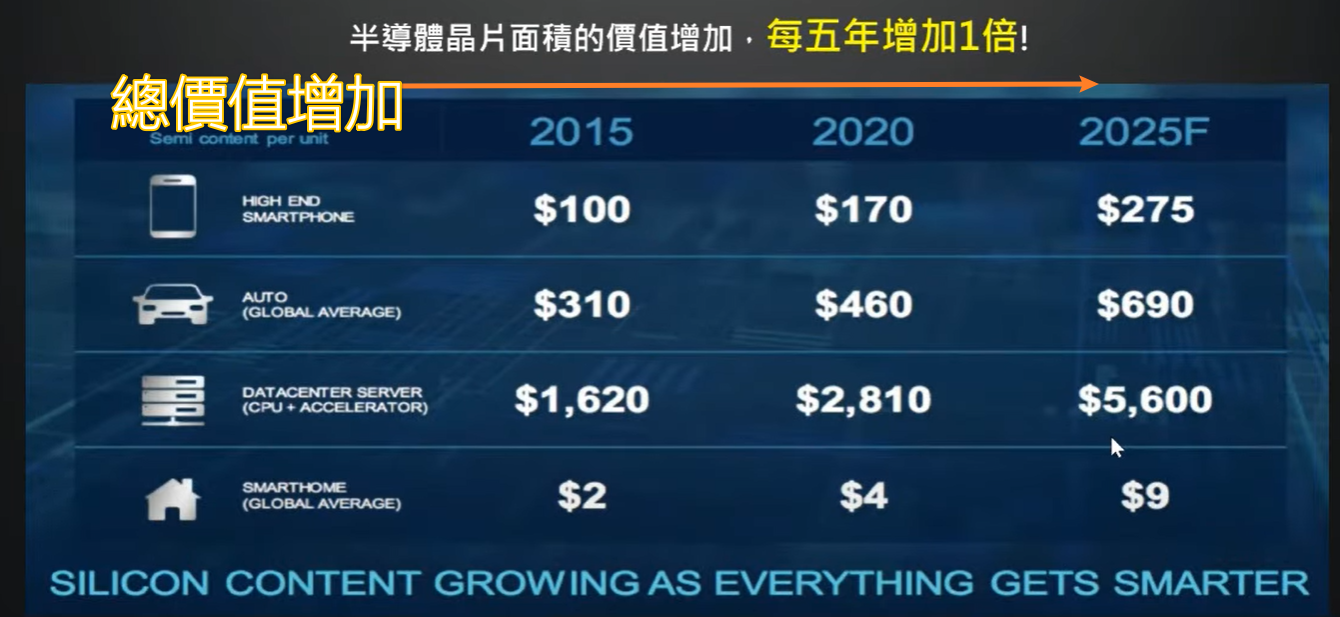 半導體晶片面積的價值增加，每五年增加1倍!
總價值增加
Semi content per unit
2015 2020 2025F
HIGH END
SMARTPHONE
$100 $170 $275
AUTO
(GLOBAL AVERAGE)
$310 $460 $690
DATACENTER SERVER
(CPU + ACCELERATOR)
$1,620 $2,810 $5,600
SMARTHOME
(GLOBAL AVERAGE)
$2 $4 $9
SILICON CONTENT GROWING AS EVERYTHING GETS SMARTER